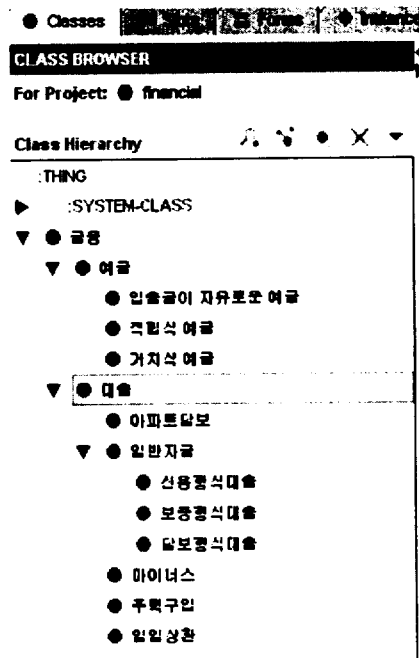 Classes Slots Forms Instances
CLASS BROWSER
For Project: financial
Class Hierarchy
:THING
:SYSTEM-CLASS
금융
예금
입출금이 자유로운 예금
적립식 예금
거치식 예금
대출
아파트담보
일반자금
신용형식대출
보증형식대출
담보형식대출
마이너스
주택구입
일일상환